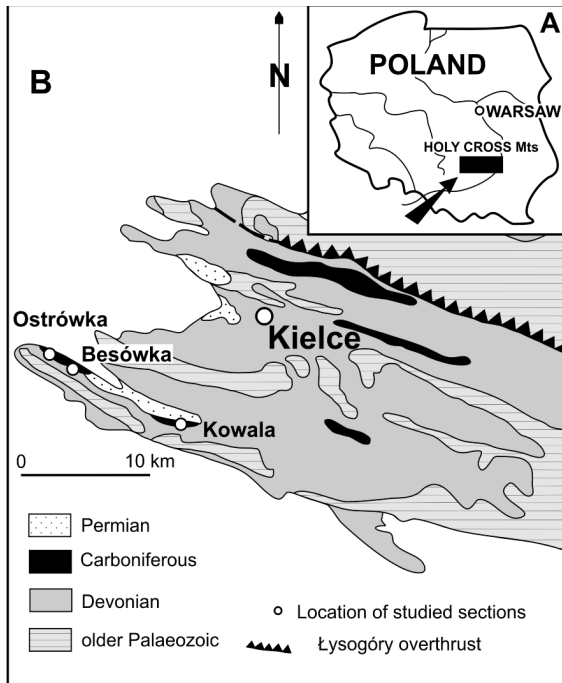 A
POLAND
WARSAW
HOLY CROSS Mts
B
N
Ostrówka
Besówka
Kielce
Kowala
0 10 km
Permian
Carboniferous
Devonian
older Palaeozoic
Location of studied sections
Łysogóry overthrust